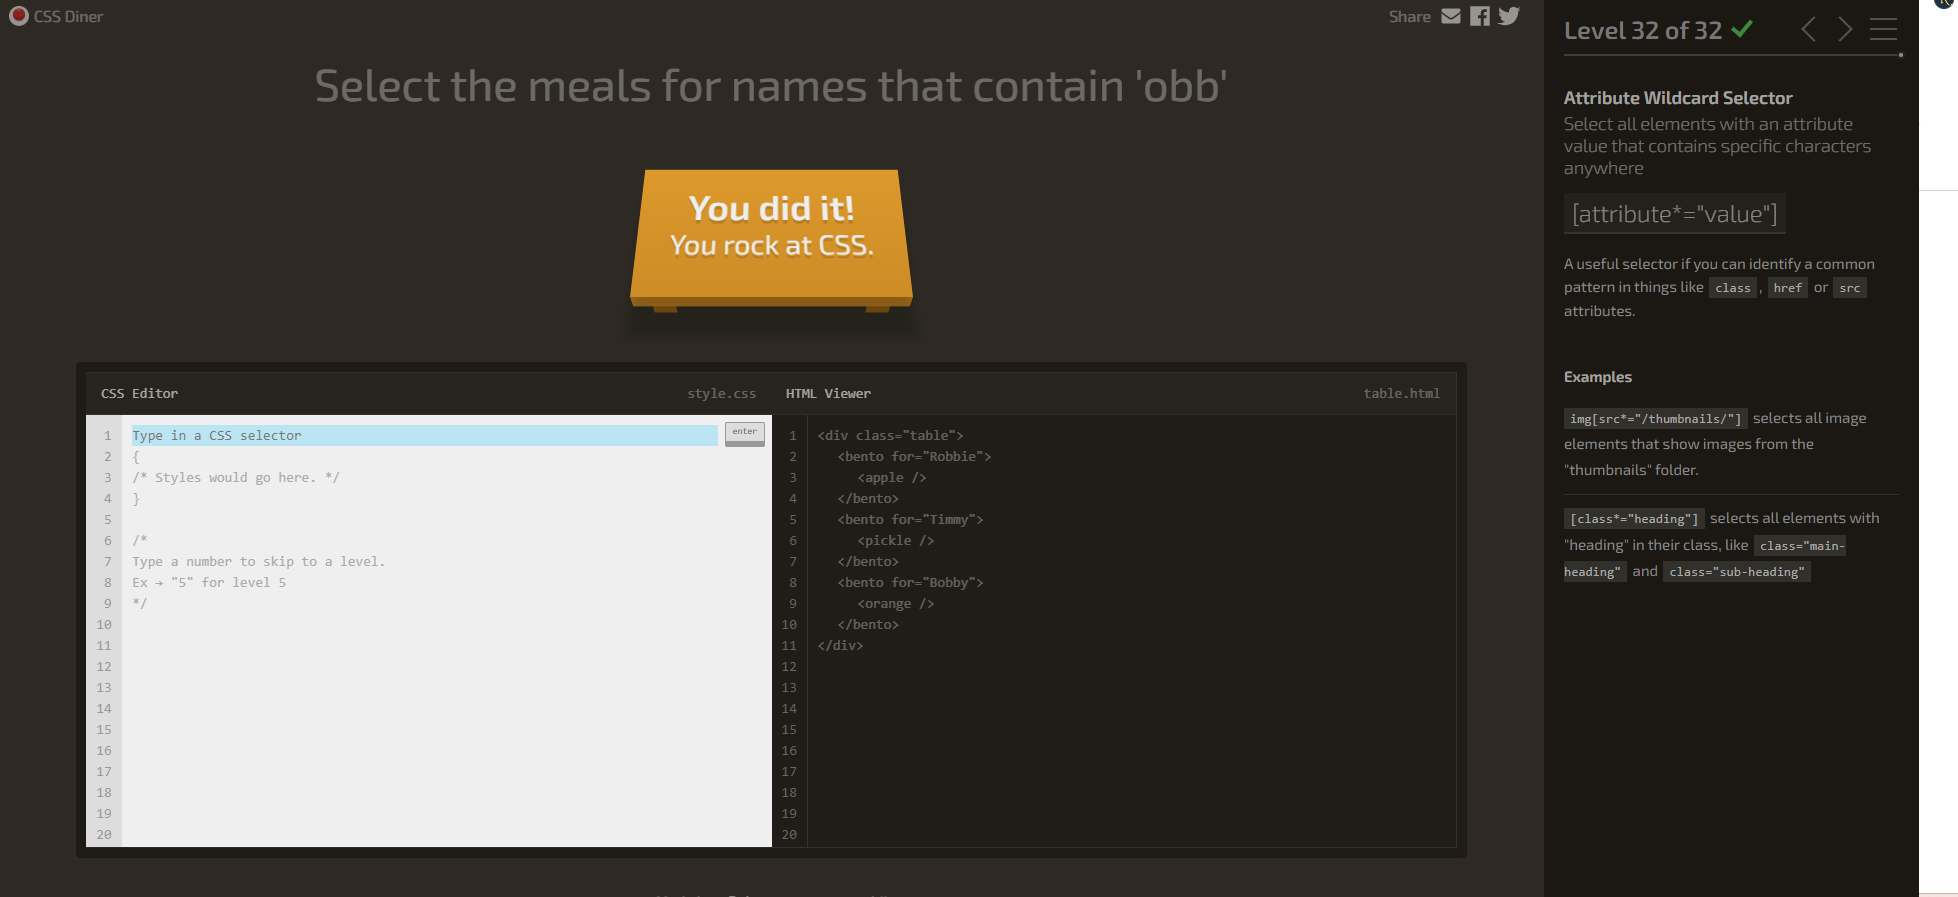 CSS Diner
Share
Select the meals for names that contain 'obb'
You did it!
You rock at CSS.
CSS Editor
style.css
1 Type in a CSS selector
enter
2 {
3 /* Styles would go here. */
4 }
5
6 /*
7 Type a number to skip to a level.
8 Ex → "5" for level 5
9 */
10
11
12
13
14
15
16
17
18
19
20
HTML Viewer
table.html
1 <div class="table">
2 <bento for="Robbie">
3 <apple />
4 </bento>
5 <bento for="Timmy">
6 <pickle />
7 </bento>
8 <bento for="Bobby">
9 <orange />
10 </bento>
11 </div>
12
13
14
15
16
17
18
19
20
Level 32 of 32
Attribute Wildcard Selector
Select all elements with an attribute
value that contains specific characters
anywhere
[attribute*="value"]
A useful selector if you can identify a common
pattern in things like class , href or src
attributes.
Examples
img[src*="/thumbnails/"] selects all image
elements that show images from the
"thumbnails" folder.
[class*="heading"] selects all elements with
"heading" in their class, like class="main-
heading" and class="sub-heading"